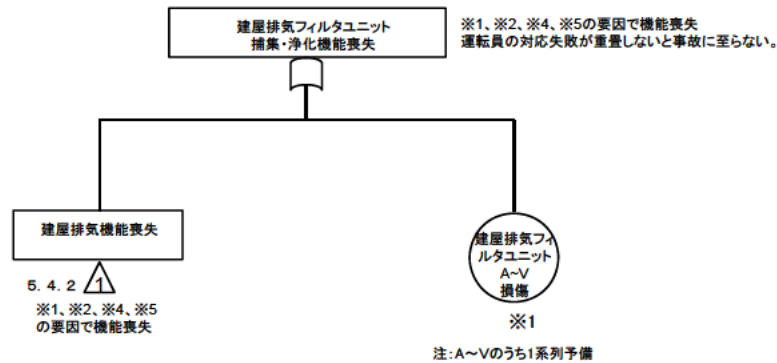 建屋排気フィルタユニット
捕集・浄化機能喪失
※1、※2、※4、※5の要因で機能喪失
運転員の対応失敗が重畳しないと事故に至らない。
建屋排気機能喪失
5.4.2 1
※1、※2、※4、※5
の要因で機能喪失
建屋排気フィ
ルタユニット
A~V
損傷
※1
注:A~Vのうち1系列予備